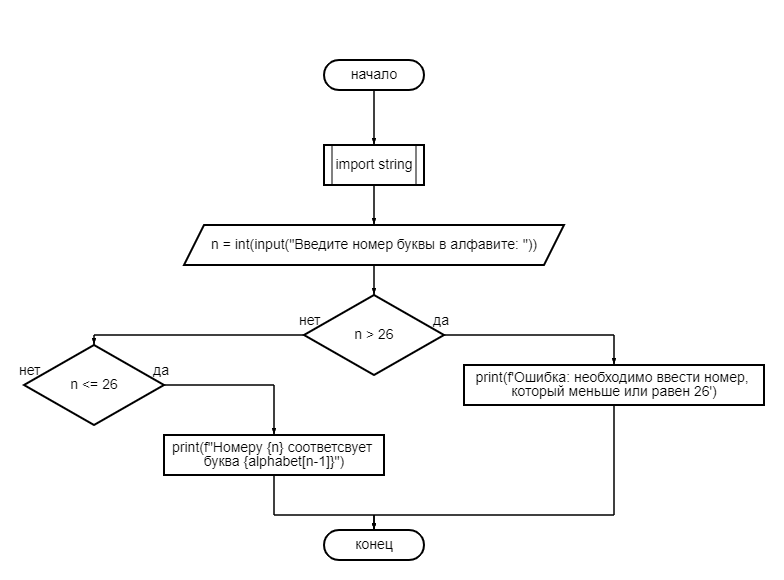 начало
import string
n = int(input("Введите номер буквы в алфавите: "))
нет
да
n > 26
нет
да
n <= 26
print(f'Ошибка: необходимо ввести номер,
который меньше или равен 26')
print(f"Номеру {n} соответсвует
буква {alphabet[n-1]}")
конец